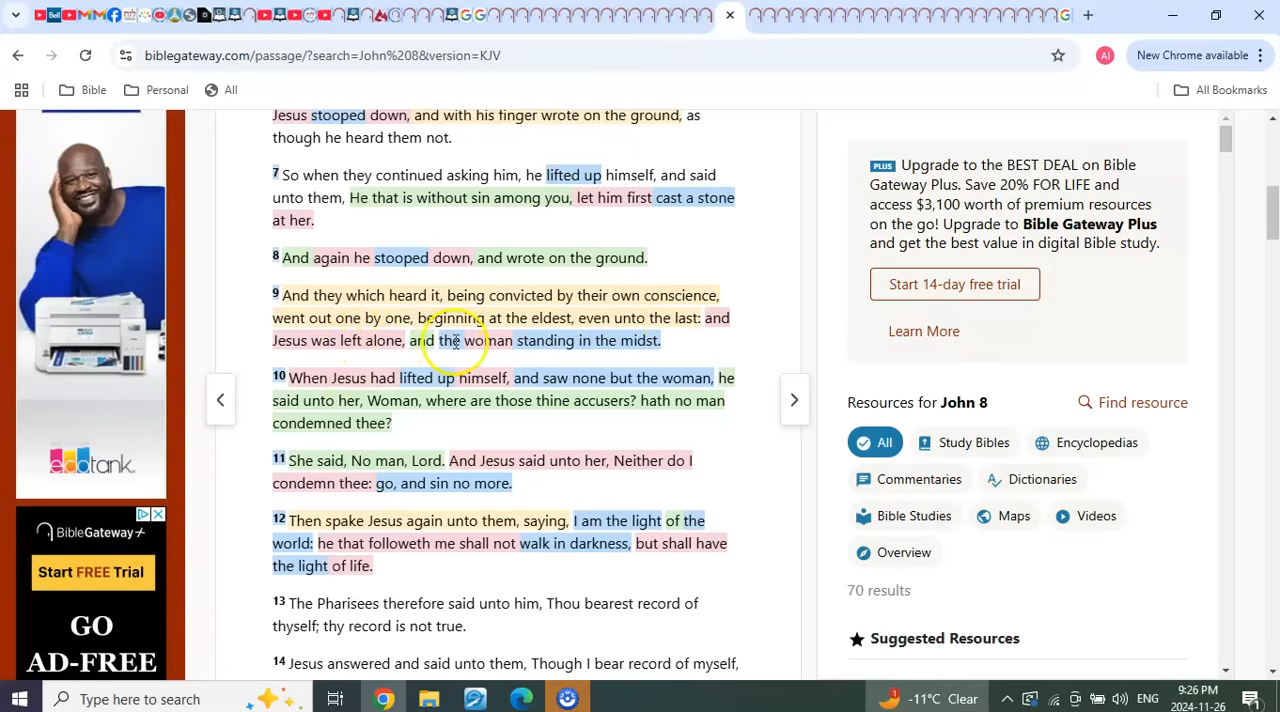 biblegateway.com/passage/?search=John%208&version=KJV
New Chrome available
Bible
Personal
All
All Bookmarks
Jesus stooped down, and with his finger wrote on the ground, as
though he heard them not.
7 So when they continued asking him, he lifted up himself, and said
unto them, He that is without sin among you, let him first cast a stone
at her.
8 And again he stooped down, and wrote on the ground.
9 And they which heard it, being convicted by their own conscience,
went out one by one, beginning at the eldest, even unto the last: and
Jesus was left alone, and the woman standing in the midst.
10 When Jesus had lifted up himself, and saw none but the woman, he
said unto her, Woman, where are those thine accusers? hath no man
condemned thee?
11 She said, No man, Lord. And Jesus said unto her, Neither do I
condemn thee: go, and sin no more.
12 Then spake Jesus again unto them, saying, I am the light of the
world: he that followeth me shall not walk in darkness, but shall have
the light of life.
13 The Pharisees therefore said unto him, Thou bearest record of
thyself; thy record is not true.
14 Jesus answered and said unto them, Though I bear record of myself,
BibleGateway+
Start FREE Trial
GO
AD-FREE
PLUS Upgrade to the BEST DEAL on Bible
Gateway Plus. Save 20% FOR LIFE and
access $3,100 worth of premium resources
on the go! Upgrade to Bible Gateway Plus
and get the best value in digital Bible study.
Start 14-day free trial
Learn More
Resources for John 8
Find resource
All
Study Bibles
Encyclopedias
Commentaries
Dictionaries
Bible Studies
Maps
Videos
Overview
70 results
Suggested Resources
Type here to search
-11°C Clear
ENG
9:26 PM
2024-11-26